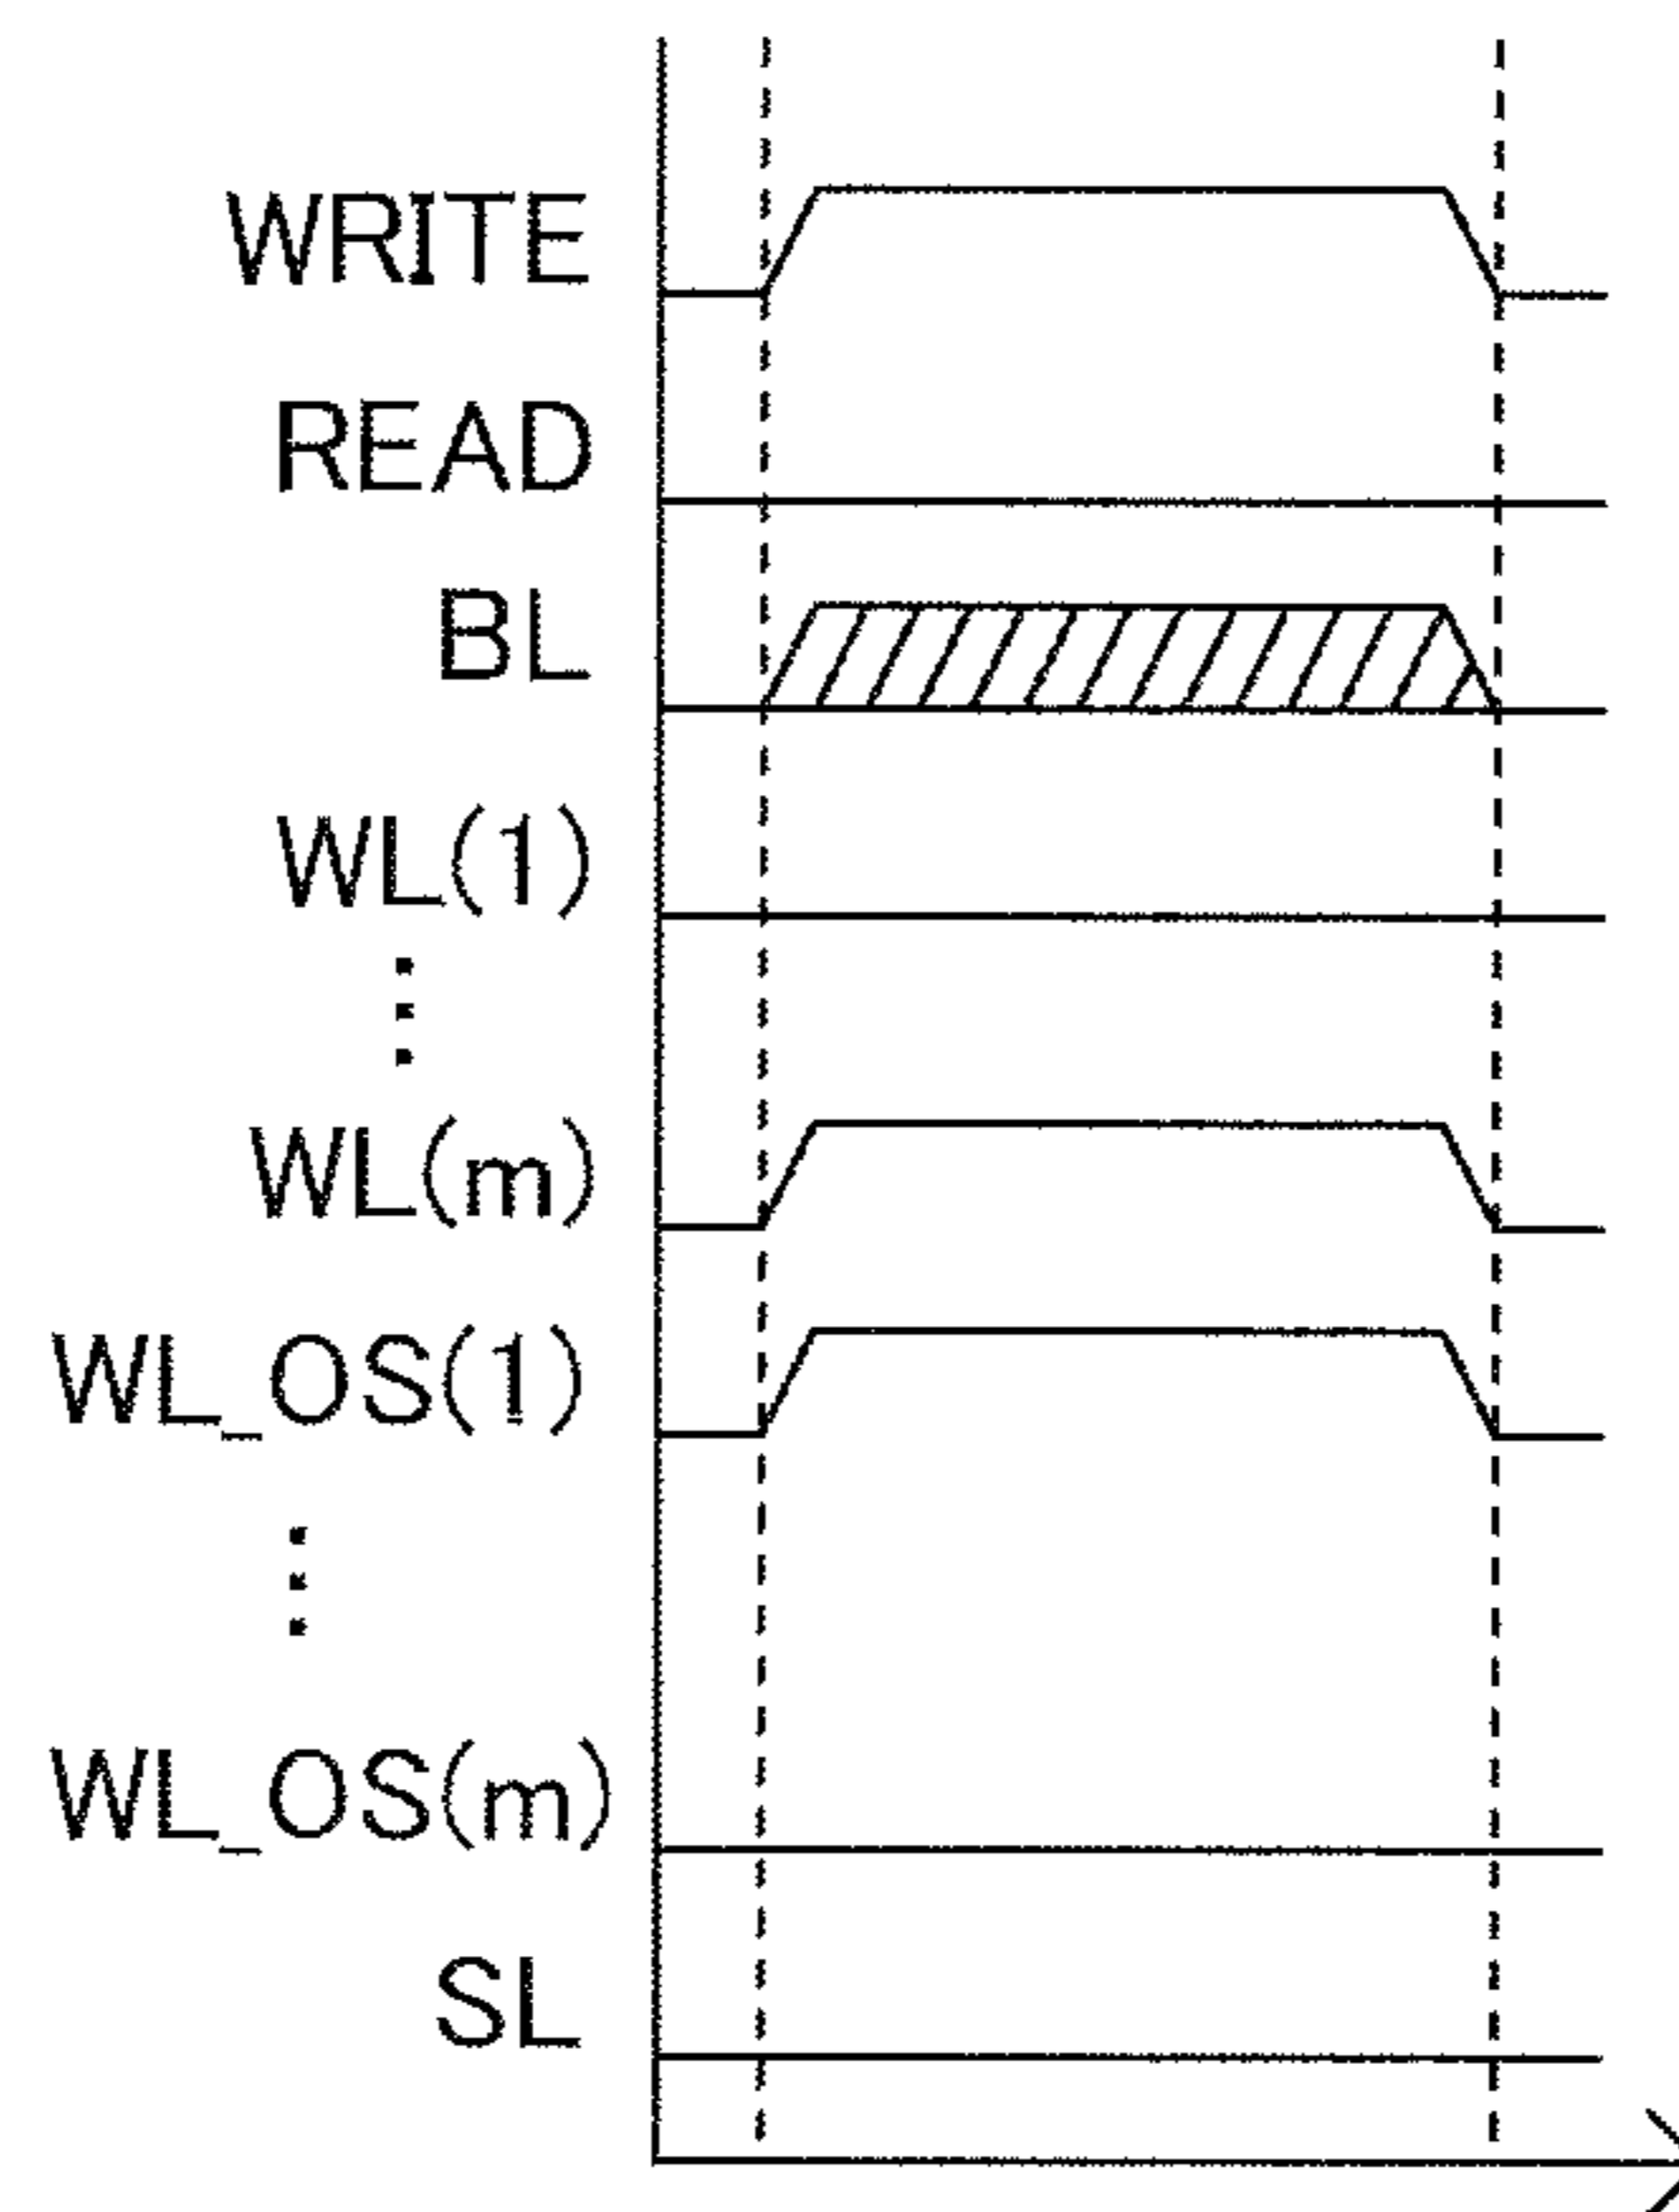 WRITE
READ
BL
WL(1)
WL(m)
WL_OS(1)
WL_OS(m)
SL